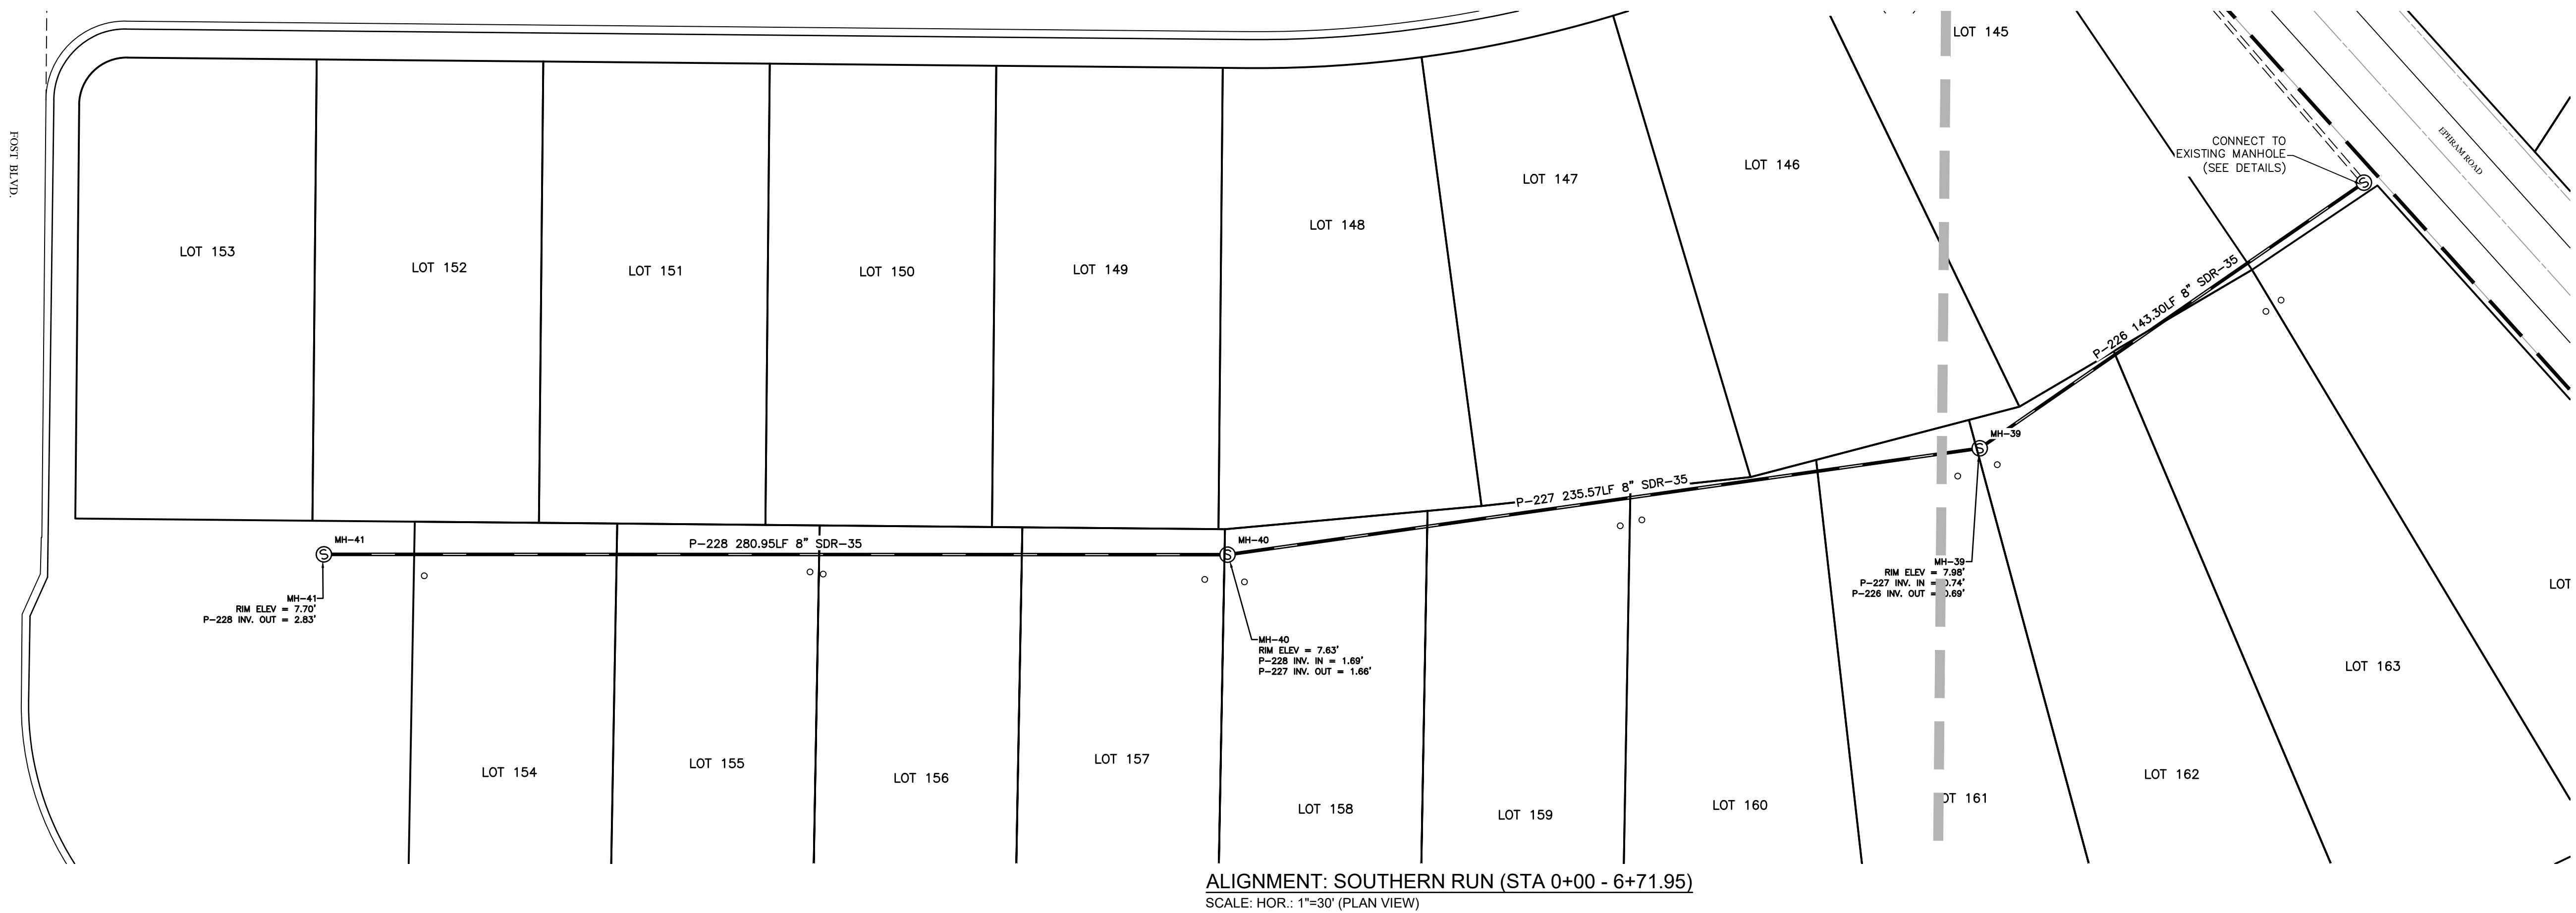 LOT 145
FOST BLVD.
EPHRAM ROAD
CONNECT TO
EXISTING MANHOLE
(SEE DETAILS)
LOT 153
LOT 152
LOT 151
LOT 150
LOT 149
LOT 148
LOT 147
LOT 146
P-226 143.30LF 8" SDR-35
MH-39
P-227 235.57LF 8" SDR-35
MH-41
P-228 280.95LF 8" SDR-35
MH-40
MH-41
RIM ELEV = 7.70'
P-228 INV. OUT = 2.83'
MH-40
RIM ELEV = 7.63'
P-228 INV. IN = 1.69'
P-227 INV. OUT = 1.66'
MH-39
RIM ELEV = 7.98'
P-227 INV. IN = 0.74'
P-226 INV. OUT = 0.69'
LOT
LOT 163
LOT 154
LOT 155
LOT 156
LOT 157
LOT 158
LOT 159
LOT 160
LOT 161
LOT 162
ALIGNMENT: SOUTHERN RUN (STA 0+00 - 6+71.95)
SCALE: HOR.: 1"=30' (PLAN VIEW)